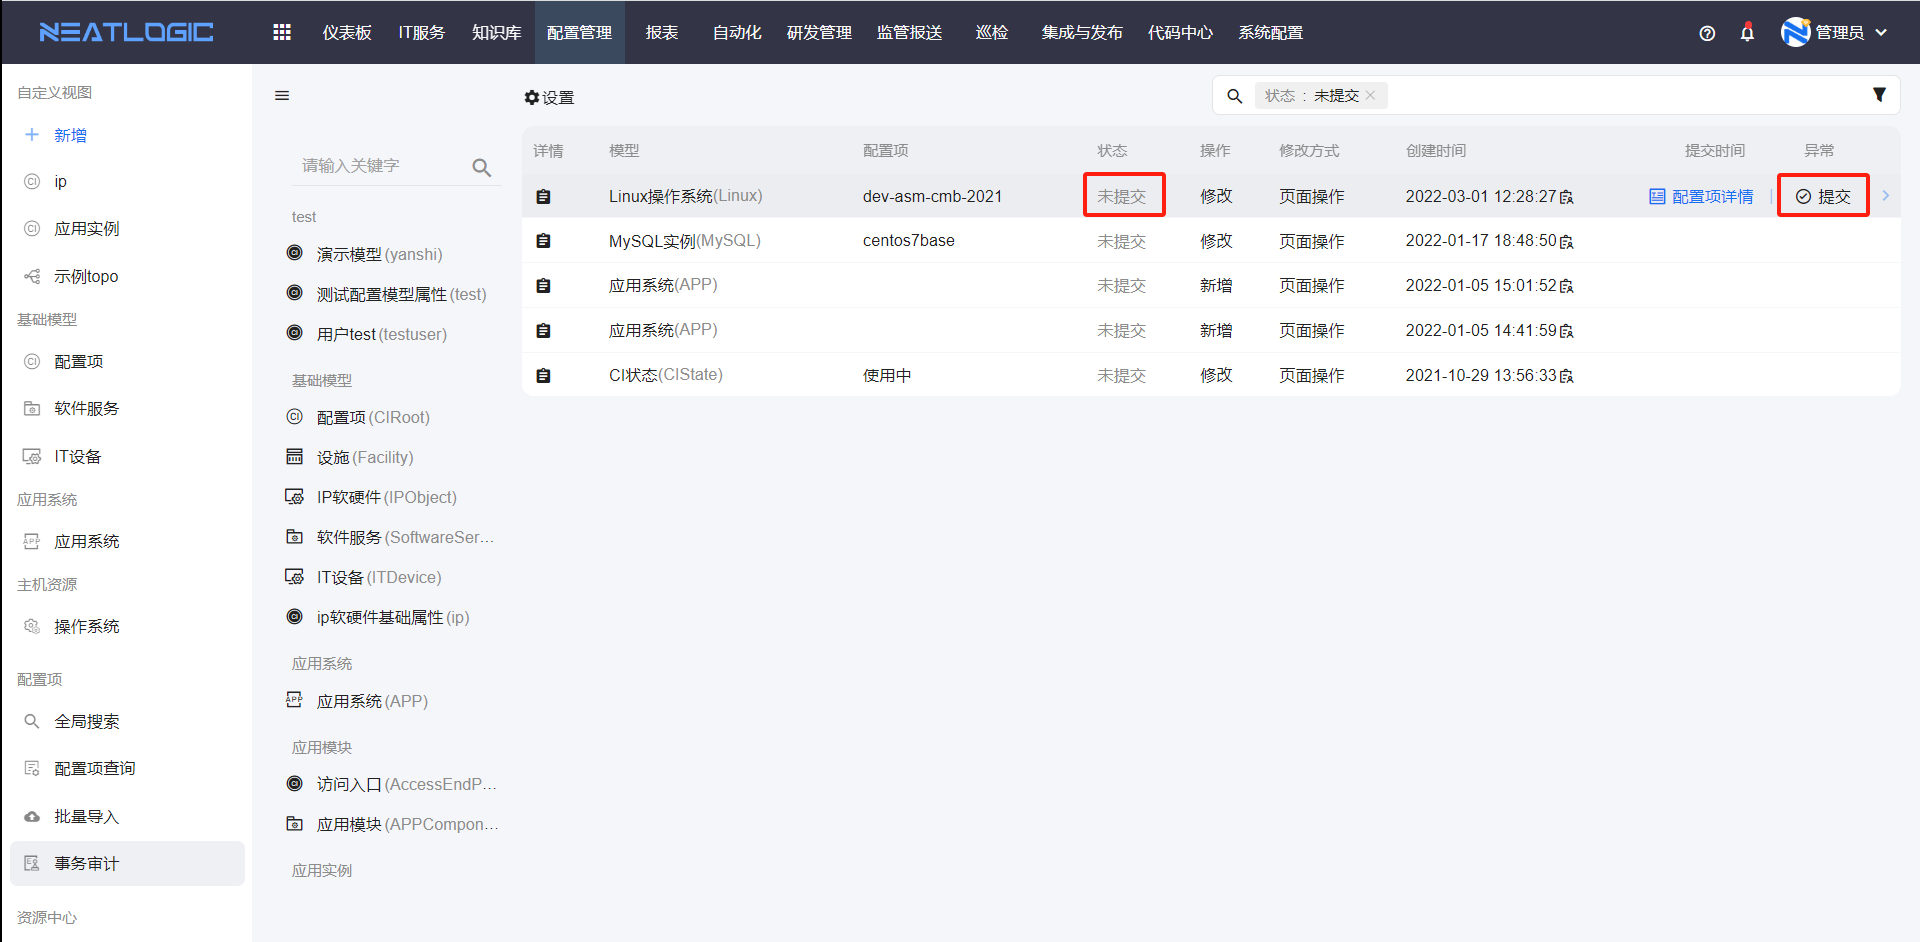 NEATLOGIC
仪表板 IT服务 知识库 配置管理 报表 自动化 研发管理 监管报送 巡检 集成与发布 代码中心 系统配置
管理员
自定义视图
新增
ip
应用实例
示例topo
基础模型
配置项
软件服务
IT设备
应用系统
应用系统
主机资源
操作系统
配置项
全局搜索
配置项查询
批量导入
事务审计
资源中心
请输入关键字
test
演示模型(yanshi)
测试配置模型属性(test)
用户test(testuser)
基础模型
配置项(CIRoot)
设施(Facility)
IP软硬件(IPObject)
软件服务(SoftwareSer...
IT设备(ITDevice)
ip软硬件基础属性(ip)
应用系统
应用系统(APP)
应用模块
访问入口(AccessEndP...
应用模块(APPCompon...
应用实例
设置
状态 : 未提交
详情 模型 配置项 状态 操作 修改方式 创建时间 提交时间 异常
Linux操作系统(Linux) dev-asm-cmb-2021 未提交 修改 页面操作 2022-03-01 12:28:27 配置项详情 提交
MySQL实例(MySQL) centos7base 未提交 修改 页面操作 2022-01-17 18:48:50
应用系统(APP) 未提交 新增 页面操作 2022-01-05 15:01:52
应用系统(APP) 未提交 新增 页面操作 2022-01-05 14:41:59
CI状态(CIState) 使用中 未提交 修改 页面操作 2021-10-29 13:56:33